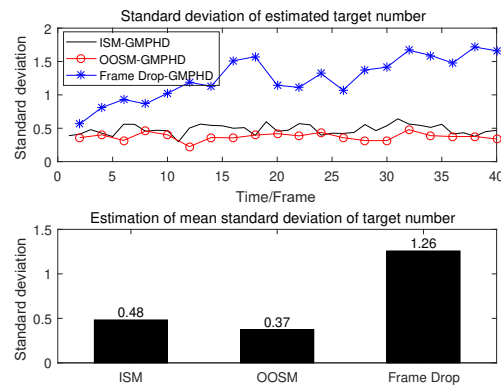 Standard deviation of estimated target number
Standard deviation
2
1.5
1
0.5
0
ISM-GMPHD
OOSM-GMPHD
Frame Drop-GMPHD
0 5 10 15 20 25 30 35 40
Time/Frame
Estimation of mean standard deviation of target number
Standard deviation
1.5
1
0.5
0
0.48
0.37
1.26
ISM OOSM Frame Drop